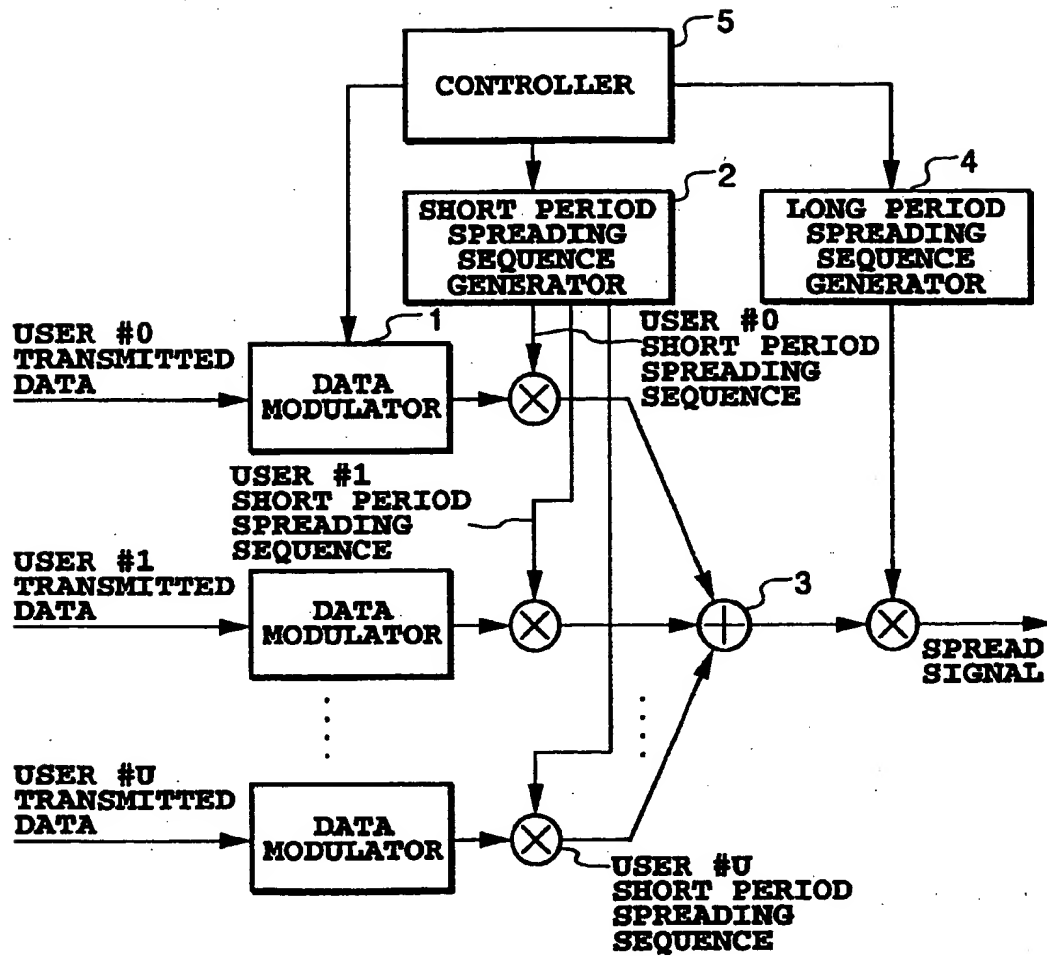 5
CONTROLLER
2
4
SHORT PERIOD
SPREADING
SEQUENCE
GENERATOR
LONG PERIOD
SPREADING
SEQUENCE
GENERATOR
USER #0
TRANSMITTED
DATA
1
DATA
MODULATOR
USER #0
SHORT PERIOD
SPREADING
SEQUENCE
USER #1
SHORT PERIOD
SPREADING
SEQUENCE
USER #1
TRANSMITTED
DATA
DATA
MODULATOR
3
SPREAD
SIGNAL
USER #U
TRANSMITTED
DATA
DATA
MODULATOR
USER #U
SHORT PERIOD
SPREADING
SEQUENCE